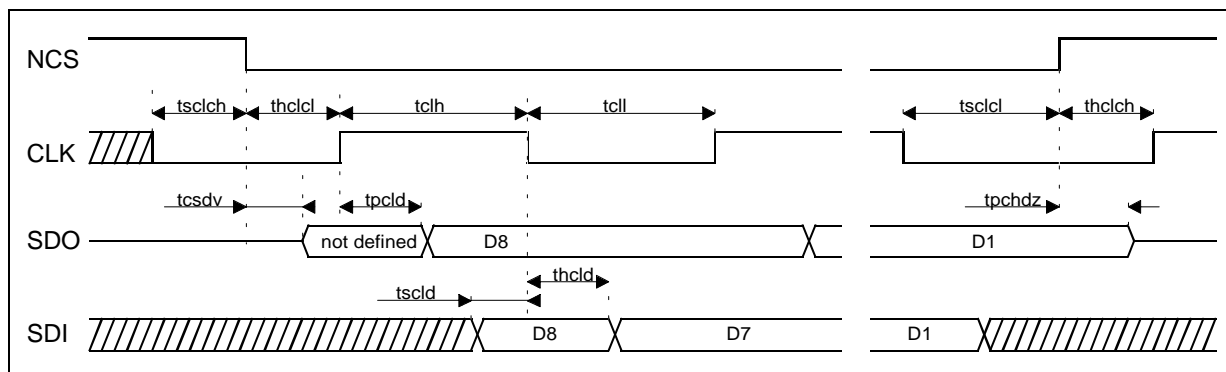 NCS
tsclch thclcl tclh tcll tsclcl thclch
CLK
tcsdv tpcld tpchdz
SDO not defined D8 D1
thcld
tscld
SDI D8 D7 D1